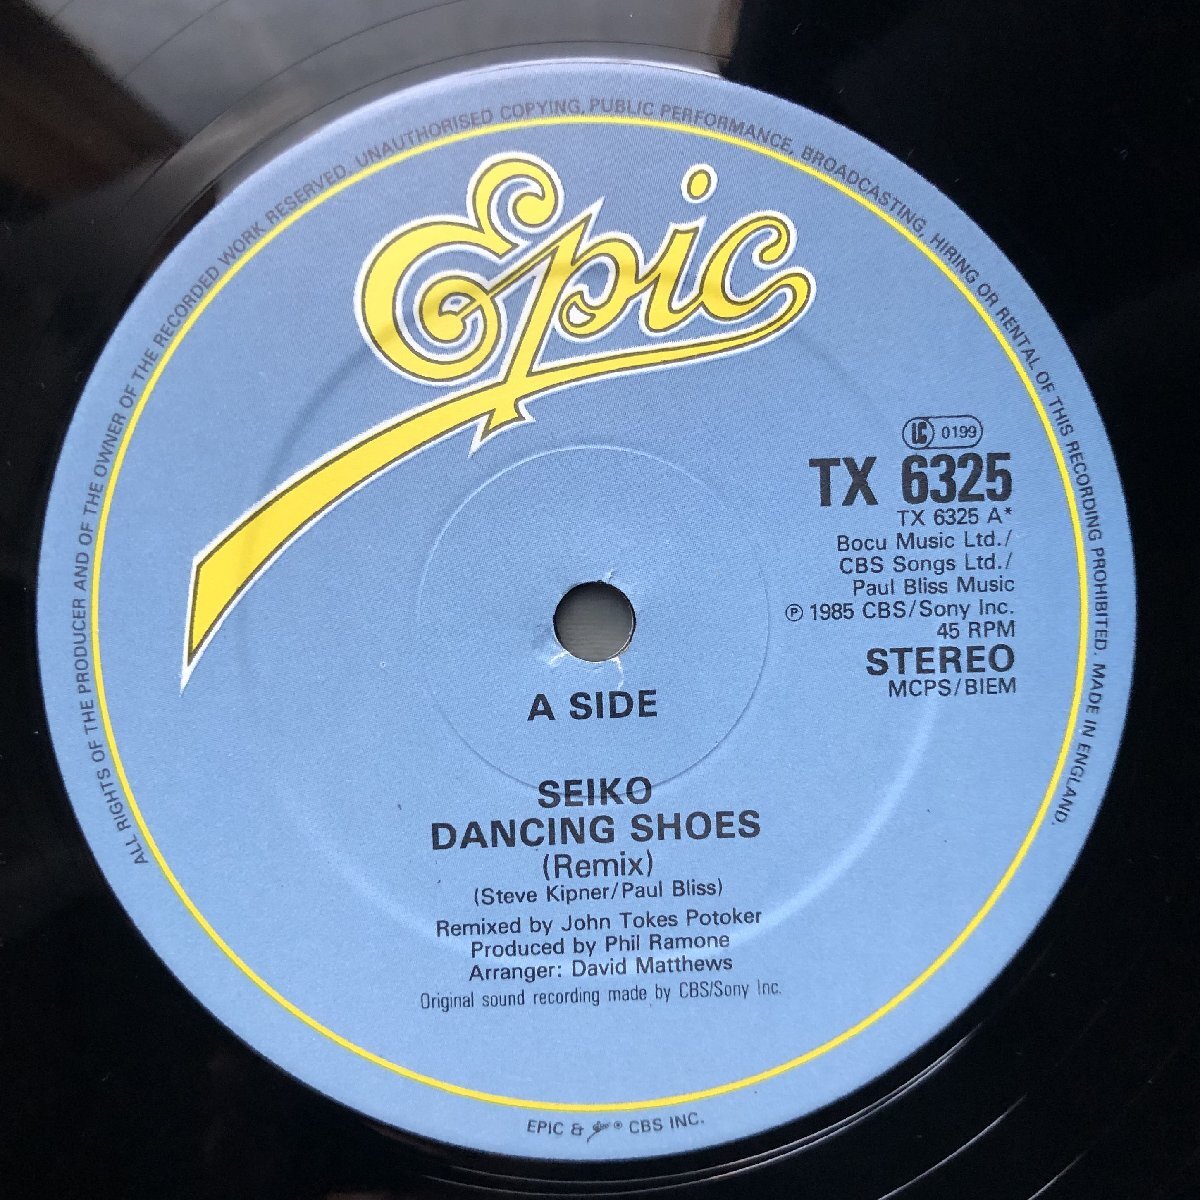 ALL RIGHTS OF THE PRODUCER AND OF THE OWNER OF THE RECORDED WORK RESERVED. UNAUTHORISED COPYING, PUBLIC PERFORMANCE, BROADCASTING, HIRING OR RENTAL OF THIS RECORDING PROHIBITED. MADE IN ENGLAND.
Epic
LC 0199
TX 6325
TX 6325 A*
Bocu Music Ltd./
CBS Songs Ltd./
Paul Bliss Music
℗ 1985 CBS/Sony Inc.
45 RPM
STEREO
MCPS/BIEM
A SIDE
SEIKO
DANCING SHOES
(Remix)
(Steve Kipner/Paul Bliss)
Remixed by John Tokes Potoker
Produced by Phil Ramone
Arranger: David Matthews
Original sound recording made by CBS/Sony Inc.
EPIC & Epic ® CBS INC.